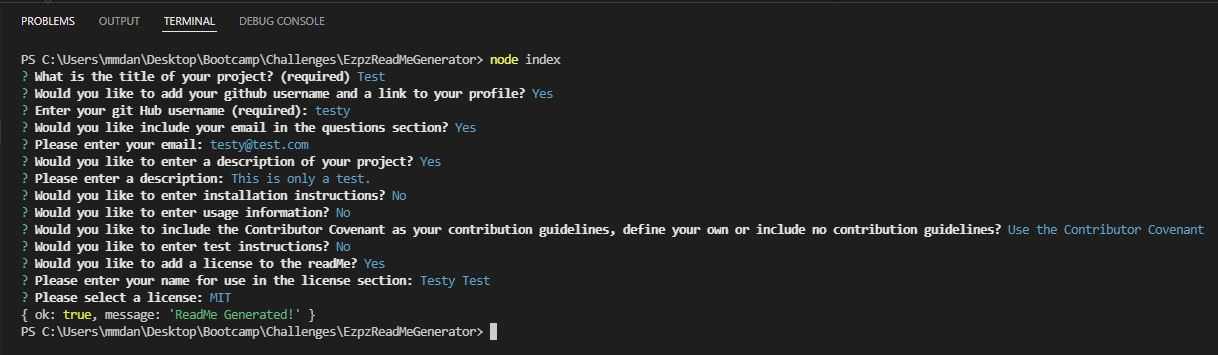 PROBLEMS OUTPUT TERMINAL DEBUG CONSOLE
PS C:\Users\mmdan\Desktop\Bootcamp\Challenges\EzpzReadMeGenerator> node index
? What is the title of your project? (required) Test
? Would you like to add your github username and a link to your profile? Yes
? Enter your git Hub username (required): testy
? Would you like include your email in the questions section? Yes
? Please enter your email: testy@test.com
? Would you like to enter a description of your project? Yes
? Please enter a description: This is only a test.
? Would you like to enter installation instructions? No
? Would you like to enter usage information? No
? Would you like to include the Contributor Covenant as your contribution guidelines, define your own or include no contribution guidelines? Use the Contributor Covenant
? Would you like to enter test instructions? No
? Would you like to add a license to the readMe? Yes
? Please enter your name for use in the license section: Testy Test
? Please select a license: MIT
{ ok: true, message: 'ReadMe Generated!' }
PS C:\Users\mmdan\Desktop\Bootcamp\Challenges\EzpzReadMeGenerator>